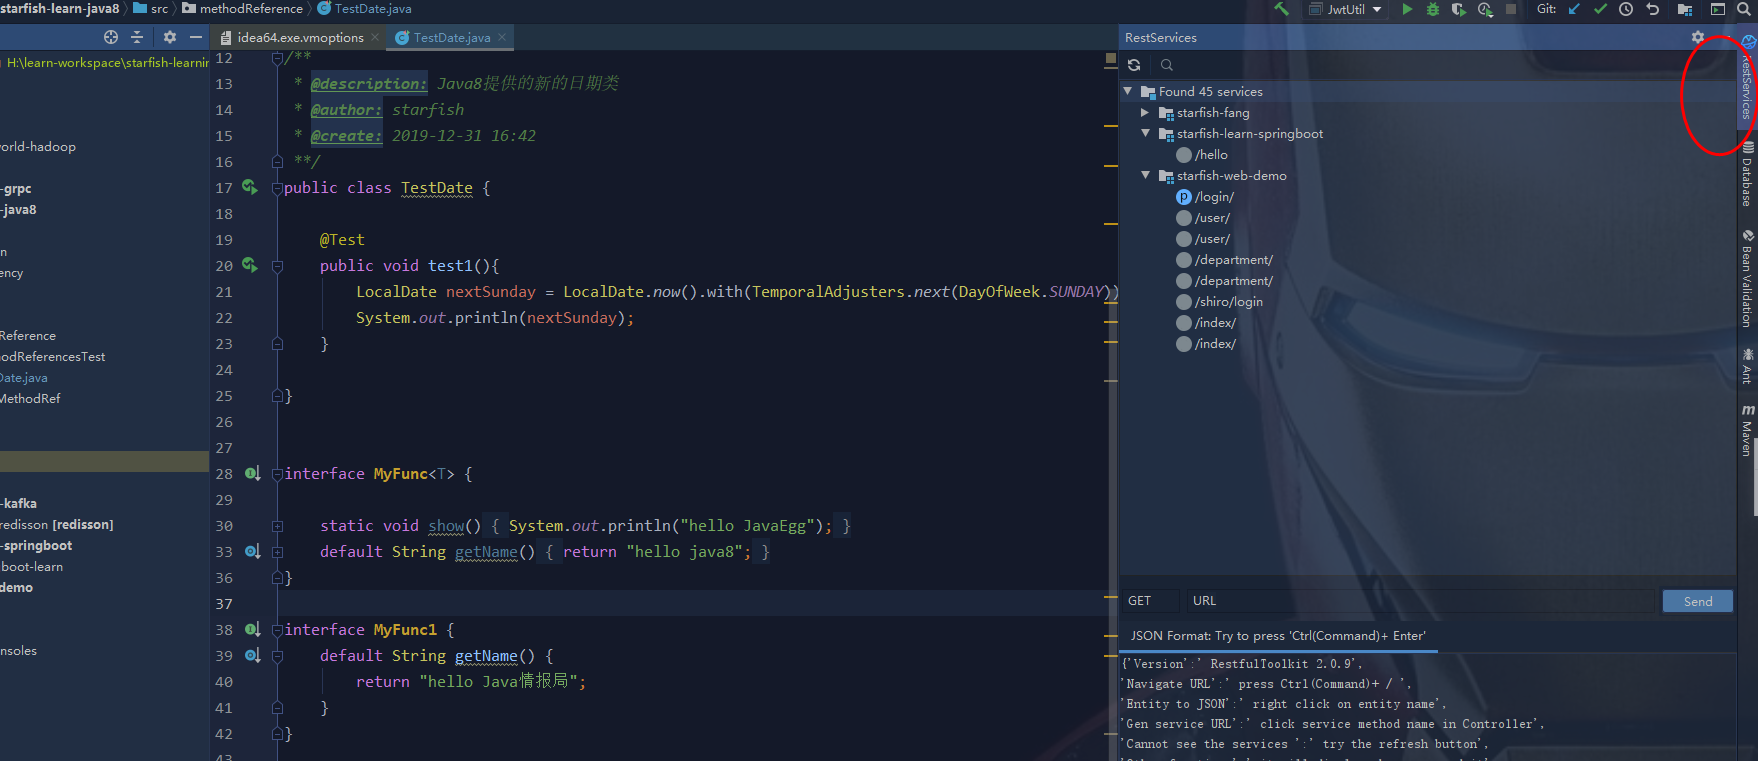 starfish-learn-java8 src methodReference TestDate.java
JwtUtil Git:
idea64.exe.vmoptions TestDate.java
RestServices
H:\learn-workspace\starfish-learnin
orld-hadoop
-grpc
-java8
n
ency
Reference
odReferencesTest
Date.java
MethodRef
-kafka
redisson [redisson]
-springboot
boot-learn
demo
onsoles
12 /**
13 * @description: Java8提供的新的日期类
14 * @author: starfish
15 * @create: 2019-12-31 16:42
16 **/
17 public class TestDate {
18
19 @Test
20 public void test1(){
21 LocalDate nextSunday = LocalDate.now().with(TemporalAdjusters.next(DayOfWeek.SUNDAY))
22 System.out.println(nextSunday);
23 }
24
25 }
26
27
28 interface MyFunc<T> {
29
30 static void show() { System.out.println("hello JavaEgg"); }
33 default String getName() { return "hello java8"; }
36 }
37
38 interface MyFunc1 {
39 default String getName() {
40 return "hello Java情报局";
41 }
42 }
43
Found 45 services
starfish-fang
starfish-learn-springboot
/hello
starfish-web-demo
p /login/
/user/
/user/
/department/
/department/
/shiro/login
/index/
/index/
GET URL Send
JSON Format: Try to press 'Ctrl(Command)+ Enter'
{'Version':' RestfulToolkit 2.0.9',
'Navigate URL':' press Ctrl(Command)+ / ',
'Entity to JSON':' right click on entity name',
'Gen service URL':' click service method name in Controller',
'Cannot see the services ':' try the refresh button',
RestServices
Database
Bean Validation
Ant
m Maven